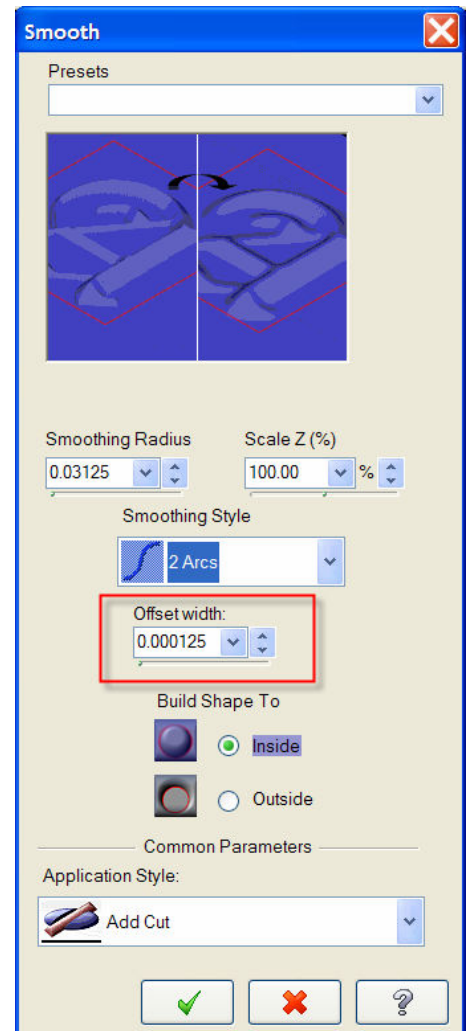 Smooth
Presets
Smoothing Radius Scale Z (%)
0.03125 100.00 %
Smoothing Style
2 Arcs
Offset width:
0.000125
Build Shape To
Inside
Outside
Common Parameters
Application Style:
Add Cut
?